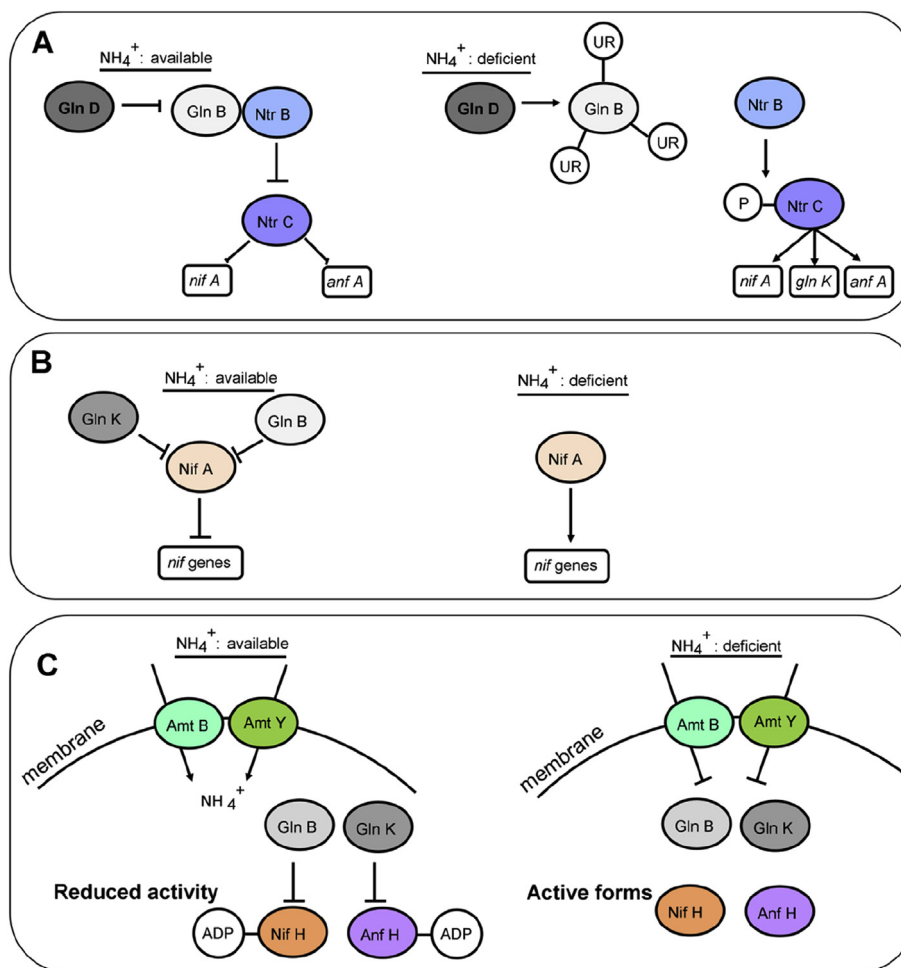 A
NH4+: available
NH4+: deficient
Gln D
Gln B
Ntr B
Ntr C
nif A
anf A
Gln D
Gln B
UR
UR
UR
Ntr B
P
Ntr C
nif A
gln K
anf A
B
NH4+: available
NH4+: deficient
Gln K
Gln B
Nif A
nif genes
Nif A
nif genes
C
NH4+: available
NH4+: deficient
membrane
Amt B
Amt Y
NH4+
Gln B
Gln K
Reduced activity
ADP
Nif H
Anf H
ADP
membrane
Amt B
Amt Y
Gln B
Gln K
Active forms
Nif H
Anf H